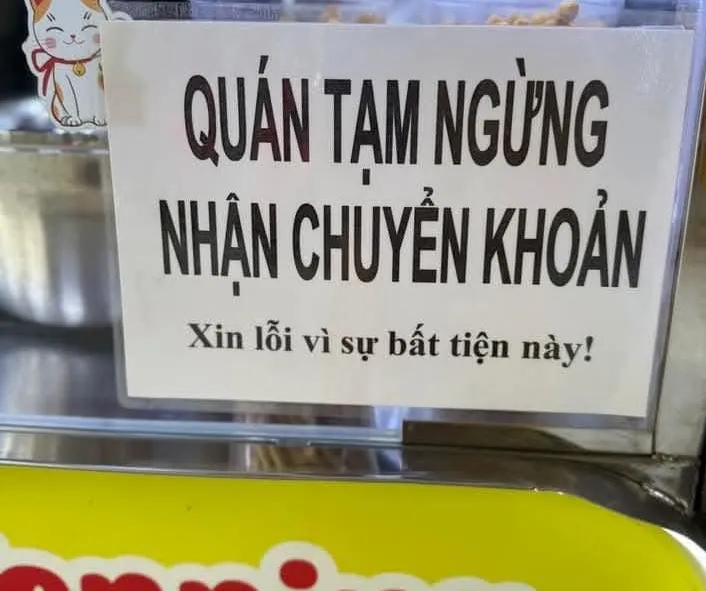 QUÁN TẠM NGỪNG
NHẬN CHUYỂN KHOẢN
Xin lỗi vì sự bất tiện này!